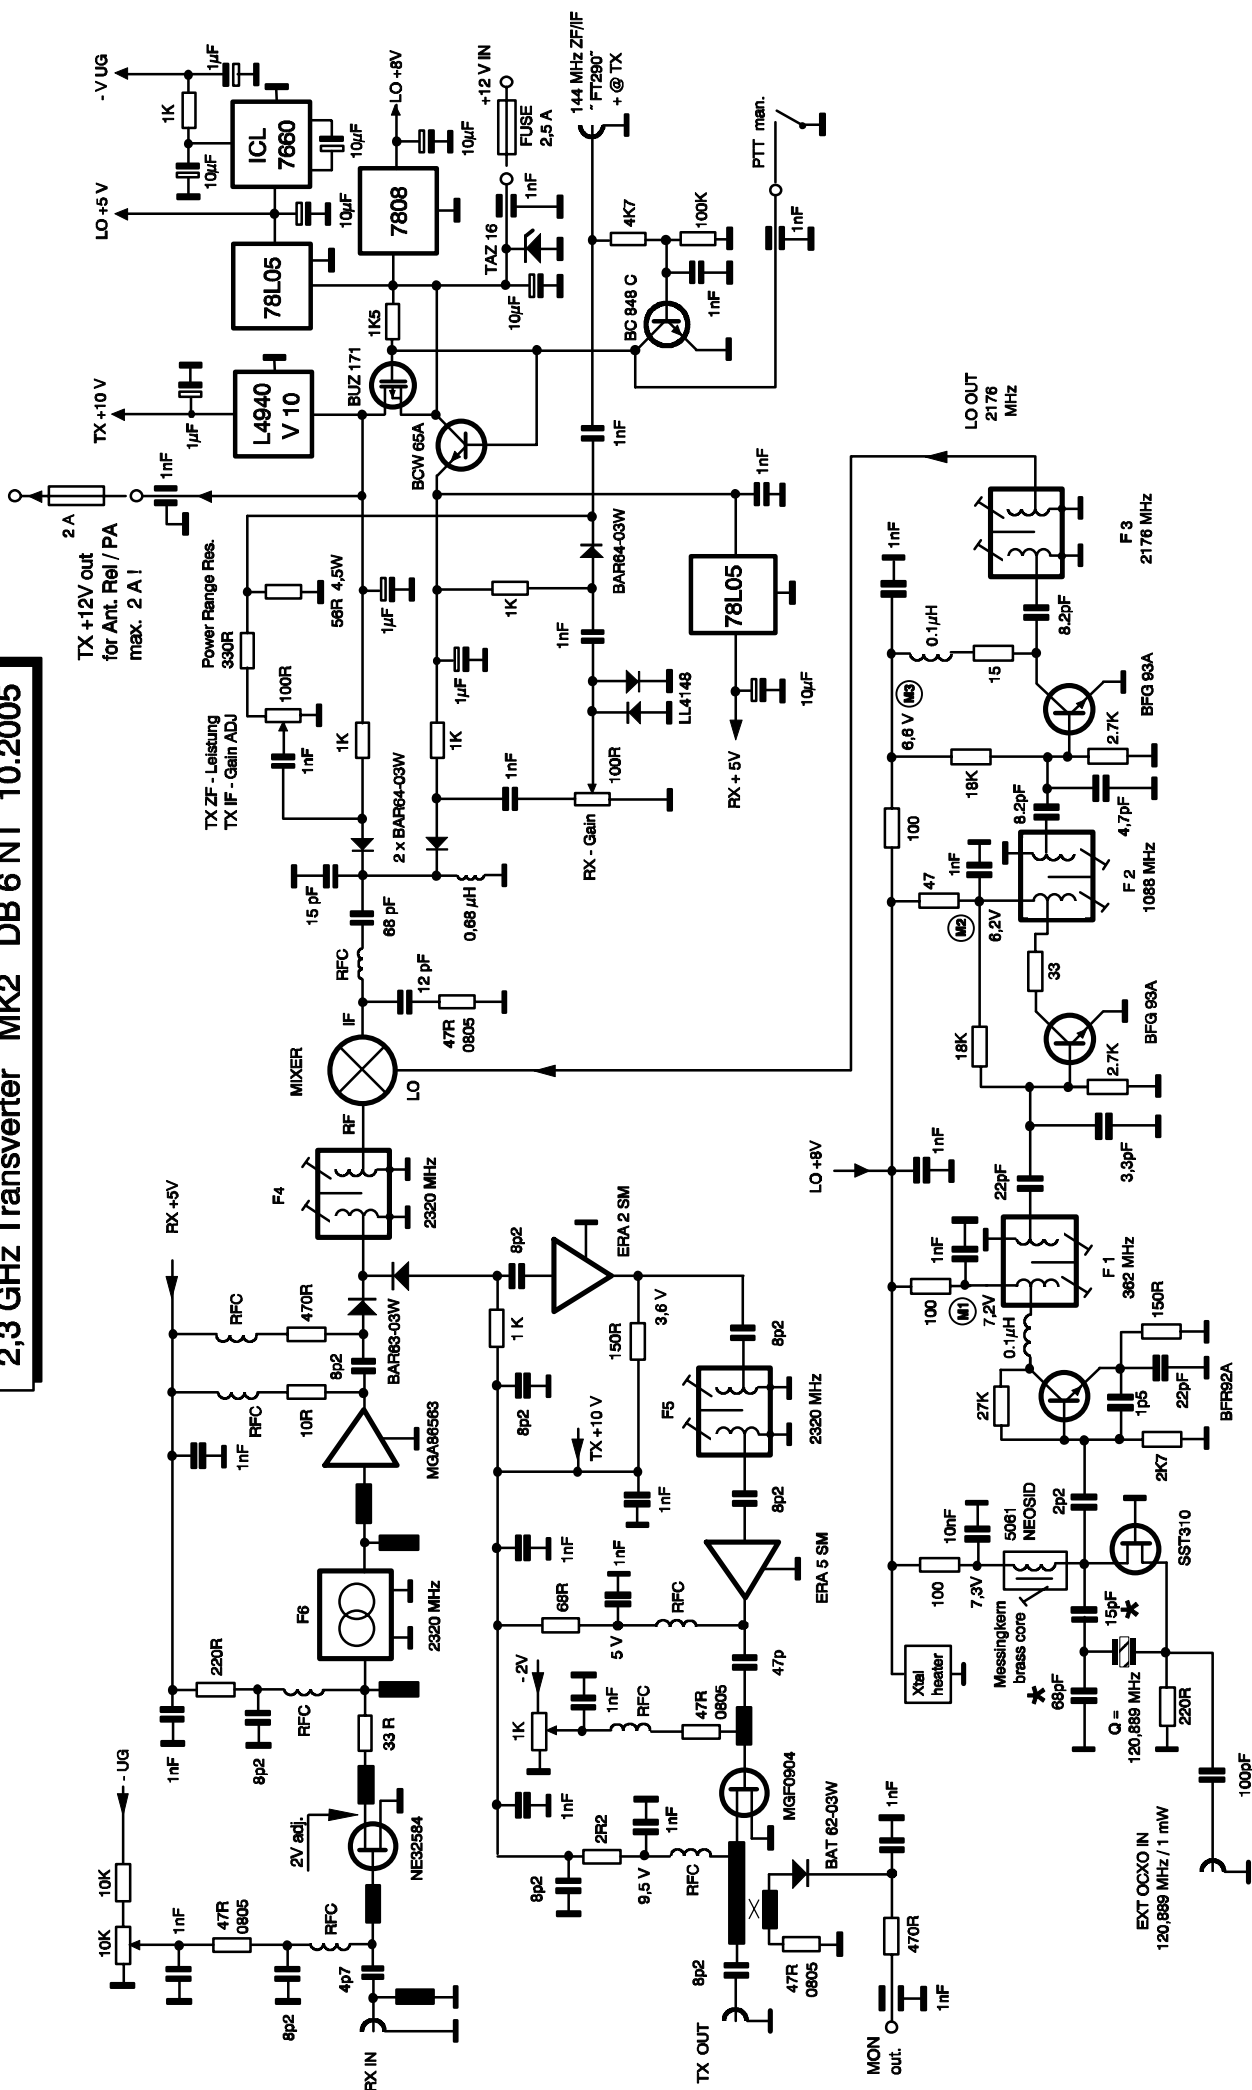 2,3 GHz Transverter MK2 DB 6 NT 10.2005
RX IN
4p7
8p2
1nF
10K
10K
- UG
47R
0805
RFC
2V adj.
NE32584
33 R
RFC
8p2
1nF
220R
F6
2320 MHz
1nF
MGA86563
10R
RFC
8p2
470R
RFC
RX +5V
BAR63-03W
F4
2320 MHz
RF
MIXER
LO
IF
RFC
12 pF
47R
0805
68 pF
15 pF
0,68 µH
2 x BAR64-03W
TX ZF - Leistung
TX IF - Gain ADJ
1nF
100R
Power Range Res.
330R
56R 4,5W
1K
1K
1µF
1µF
1nF
RX - Gain
100R
LL4148
1nF
1K
BAR64-03W
1nF
TX +12V out
for Ant. Rel / PA
max. 2 A !
2 A
1nF
TX +10 V
1µF
L4940
V 10
BUZ 171
BCW 65A
1K5
78L05
LO +5 V
10µF
10µF
1K
- V UG
1µF
ICL
7660
10µF
7808
LO +8V
10µF
+12 V IN
FUSE
2,5 A
1nF
TAZ 16
10µF
144 MHz ZF/IF
" FT290"
+ @ TX
4K7
100K
BC 848 C
1nF
PTT man.
1nF
78L05
1nF
10µF
RX + 5V
TX OUT
8p2
47R
0805
BAT 62-03W
MON
out.
1nF
470R
1nF
8p2
2R2
9,5 V
1nF
RFC
1nF
MGF0904
1K
- 2V
1nF
RFC
47R
0805
47p
68R
5 V
1nF
RFC
1nF
ERA 5 SM
8p2
F5
2320 MHz
8p2
1nF
TX +10 V
8p2
1 K
150R
3,6 V
8p2
ERA 2 SM
EXT OCXO IN
120,889 MHz / 1 mW
100pF
220R
Q =
120,889 MHz
68pF
15pF
Xtal
heater
Messingkern
brass core
100
7,3V
10nF
5061
NEOSID
SST310
2p2
2K7
27K
1p5
22pF
BFR92A
150R
0.1µH
100
M1
7,2V
1nF
F 1
362 MHz
22pF
3,3pF
LO +8V
1nF
18K
2.7K
BFG 93A
33
47
M2
6,2V
1nF
F 2
1088 MHz
8.2pF
4,7pF
100
18K
2.7K
BFG 93A
M3
6,6 V
15
0.1µH
1nF
8.2pF
F 3
2176 MHz
LO OUT
2176
MHz